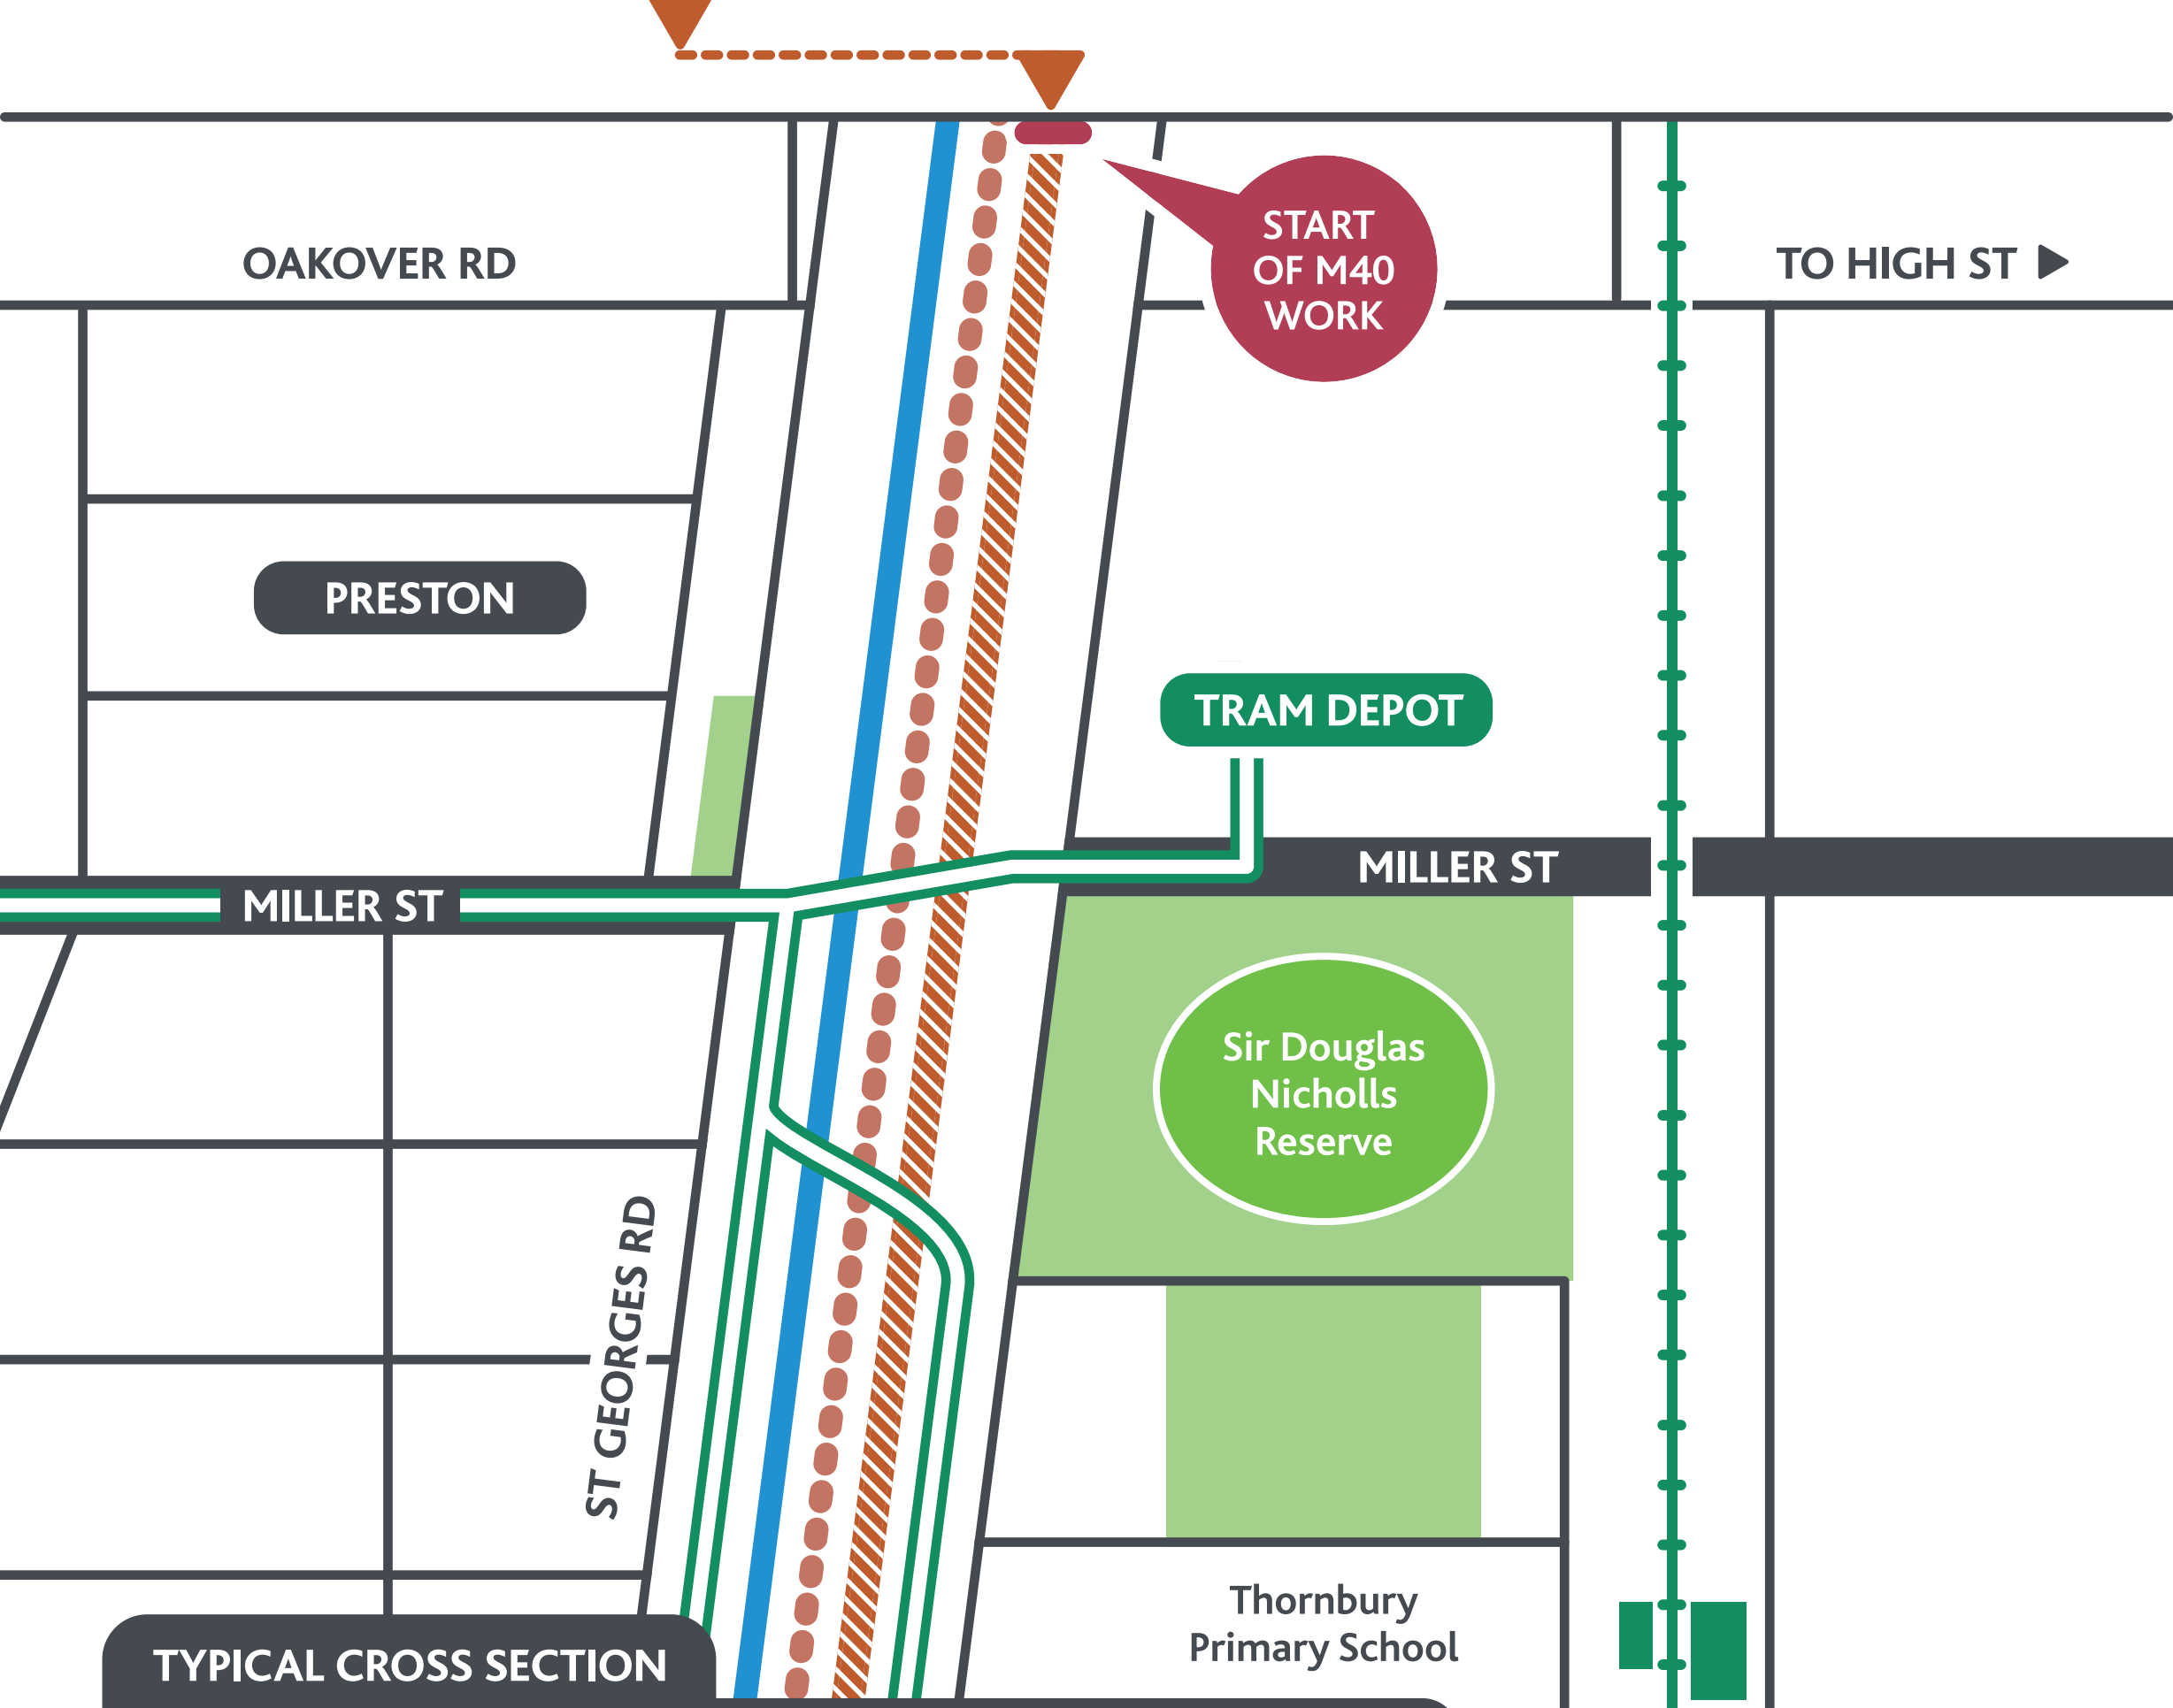 START
OF M40
WORK
OAKOVER RD
TO HIGH ST
PRESTON
TRAM DEPOT
MILLER ST
MILLER ST
Sir Douglas
Nicholls
Reserve
ST GEORGES RD
Thornbury
Primary School
TYPICAL CROSS SECTION